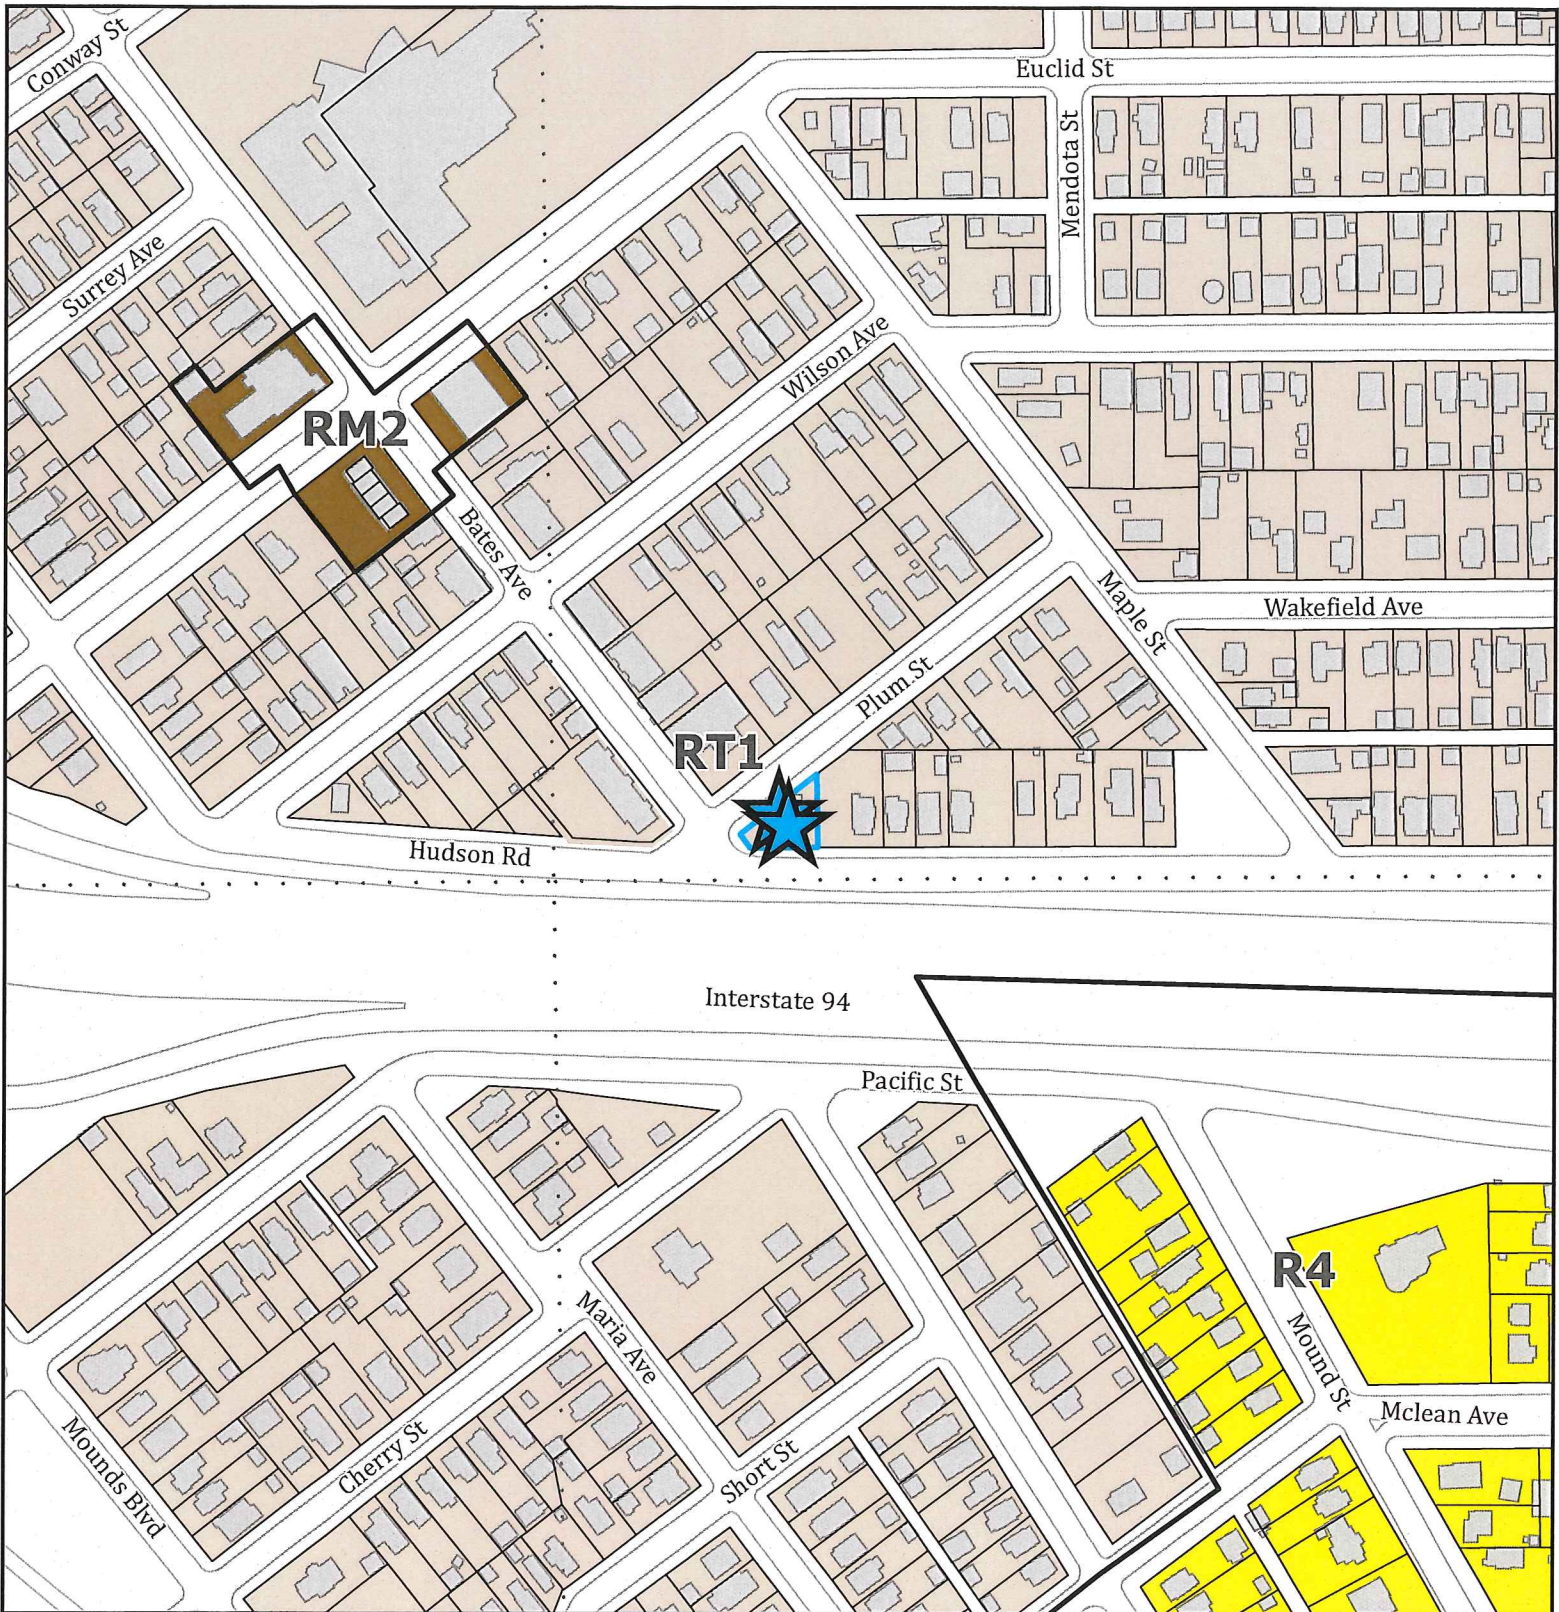 Conway St
Euclid St
Mendota St
Surrey Ave
Wilson Ave
RM2
Bates Ave
Maple St
Wakefield Ave
Plum St
RT1
Hudson Rd
Interstate 94
Pacific St
R4
Maria Ave
Mound St
Mclean Ave
Mounds Blvd
Cherry St
Short St